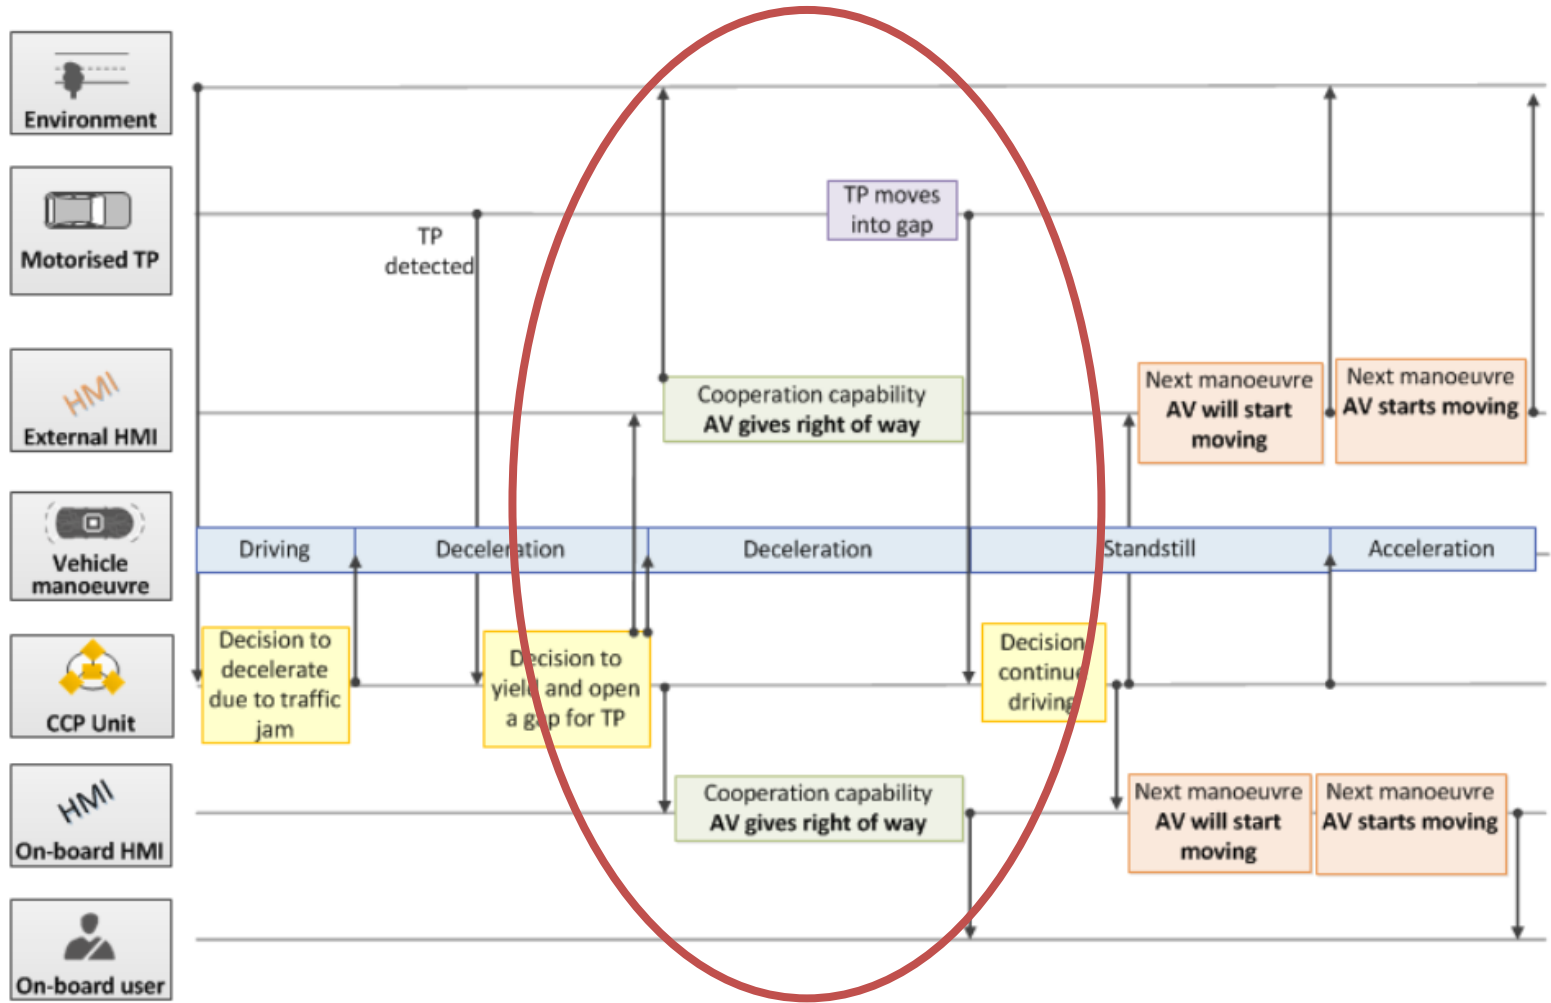 Environment
TP moves
into gap
TP
detected
Motorised TP
HMI
External HMI
Cooperation capability
AV gives right of way
Next manoeuvre
AV will start
moving
Next manoeuvre
AV starts moving
Vehicle
manoeuvre
Driving
Deceleration
Deceleration
Standstill
Acceleration
CCP Unit
Decision to
decelerate
due to traffic
jam
Decision to
yield and open
a gap for TP
Decision
continue
driving
HMI
On-board HMI
Cooperation capability
AV gives right of way
Next manoeuvre
AV will start
moving
Next manoeuvre
AV starts moving
On-board user